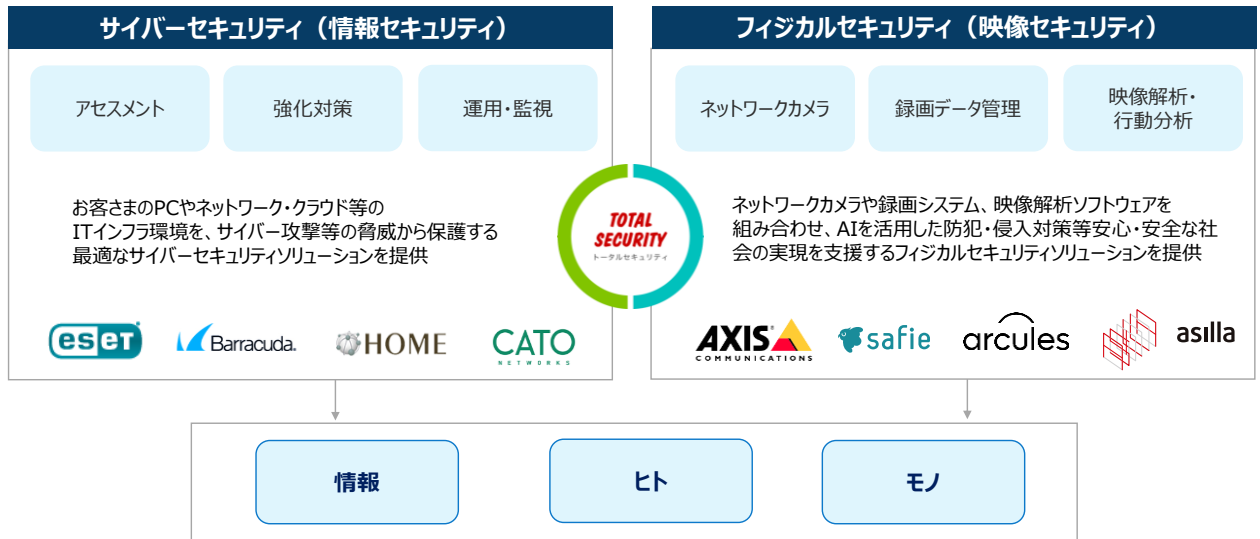 サイバーセキュリティ（情報セキュリティ）
アセスメント
強化対策
運用・監視
お客さまのPCやネットワーク・クラウド等の
ITインフラ環境を、サイバー攻撃等の脅威から保護する
最適なサイバーセキュリティソリューションを提供
eseT
Barracuda
HOME
CATO
NETWORKS
TOTAL
SECURITY
トータルセキュリティ
フィジカルセキュリティ（映像セキュリティ）
ネットワークカメラ
録画データ管理
映像解析・
行動分析
ネットワークカメラや録画システム、映像解析ソフトウェアを
組み合わせ、AIを活用した防犯・侵入対策等安心・安全な社
会の実現を支援するフィジカルセキュリティソリューションを提供
AXIS
COMMUNICATIONS
safie
arcules
asilla
情報
ヒト
モノ